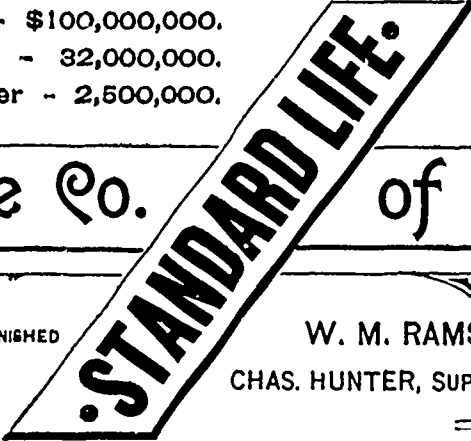 - $100,000,000.
- 32,000,000.
er - 2,500,000.
·STANDARD LIFE·
e Co. of
NISHED
W. M. RAMS
CHAS. HUNTER, SUP